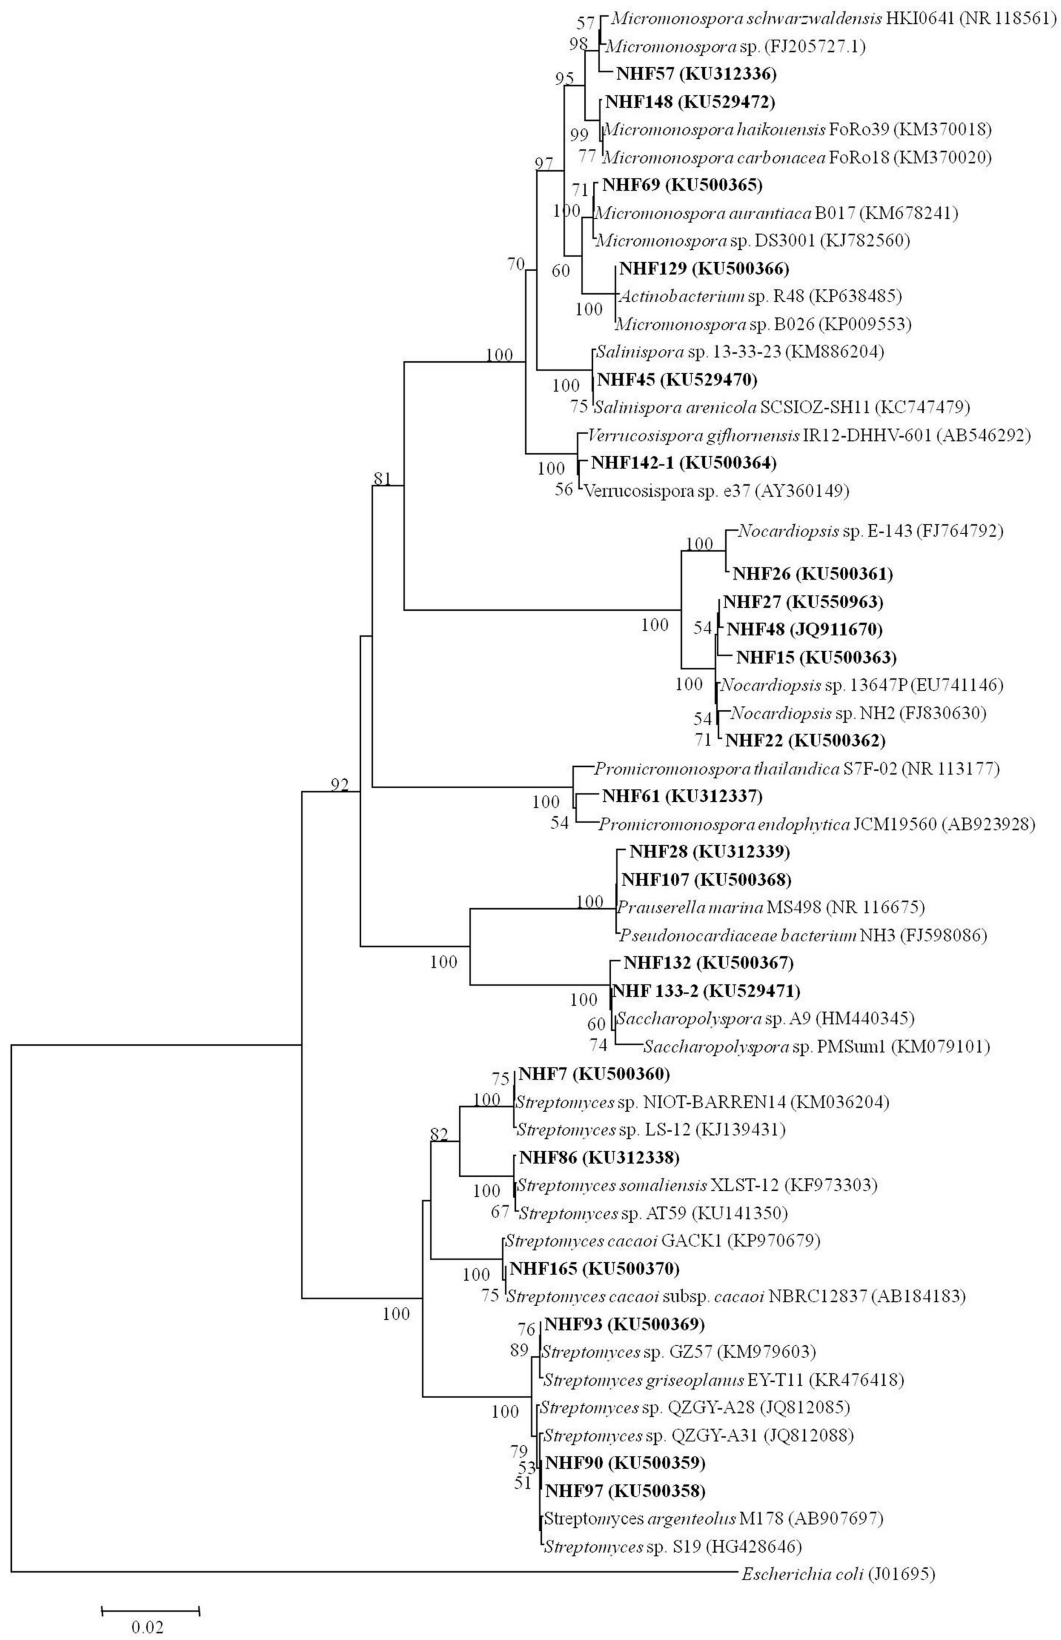 57
Micromonospora schwarzwaldensis HKI0641 (NR 118561)
98
Micromonospora sp. (FJ205727.1)
NHF57 (KU312336)
95
NHF148 (KU529472)
99
Micromonospora haikouensis FoRo39 (KM370018)
77
Micromonospora carbonacea FoRo18 (KM370020)
97
71
NHF69 (KU500365)
100
Micromonospora aurantiaca B017 (KM678241)
Micromonospora sp. DS3001 (KJ782560)
70
60
NHF129 (KU500366)
Actinobacterium sp. R48 (KP638485)
100
Micromonospora sp. B026 (KP009553)
100
Salinispora sp. 13-33-23 (KM886204)
100
NHF45 (KU529470)
75
Salinispora arenicola SCSIOZ-SH11 (KC747479)
Verrucosispora gifhornensis IR12-DHHV-601 (AB546292)
100
NHF142-1 (KU500364)
81
56
Verrucosispora sp. e37 (AY360149)
Nocardiopsis sp. E-143 (FJ764792)
100
NHF26 (KU500361)
NHF27 (KU550963)
100
54
NHF48 (JQ911670)
NHF15 (KU500363)
100
Nocardiopsis sp. 13647P (EU741146)
54
Nocardiopsis sp. NH2 (FJ830630)
71
NHF22 (KU500362)
Promicromonospora thailandica S7F-02 (NR 113177)
92
100
NHF61 (KU312337)
54
Promicromonospora endophytica JCM19560 (AB923928)
NHF28 (KU312339)
NHF107 (KU500368)
100
Prauserella marina MS498 (NR 116675)
Pseudonocardiaceae bacterium NH3 (FJ598086)
100
NHF132 (KU500367)
100
NHF 133-2 (KU529471)
60
Saccharopolyspora sp. A9 (HM440345)
74
Saccharopolyspora sp. PMSum1 (KM079101)
75
NHF7 (KU500360)
100
Streptomyces sp. NIOT-BARREN14 (KM036204)
Streptomyces sp. LS-12 (KJ139431)
82
NHF86 (KU312338)
100
Streptomyces somaliensis XLST-12 (KF973303)
67
Streptomyces sp. AT59 (KU141350)
Streptomyces cacaoi GACK1 (KP970679)
100
NHF165 (KU500370)
75
Streptomyces cacaoi subsp. cacaoi NBRC12837 (AB184183)
100
76
NHF93 (KU500369)
89
Streptomyces sp. GZ57 (KM979603)
Streptomyces griseoplanus EY-T11 (KR476418)
100
Streptomyces sp. QZGY-A28 (JQ812085)
Streptomyces sp. QZGY-A31 (JQ812088)
79
NHF90 (KU500359)
53
51
NHF97 (KU500358)
Streptomyces argenteolus M178 (AB907697)
Streptomyces sp. S19 (HG428646)
Escherichia coli (J01695)
0.02